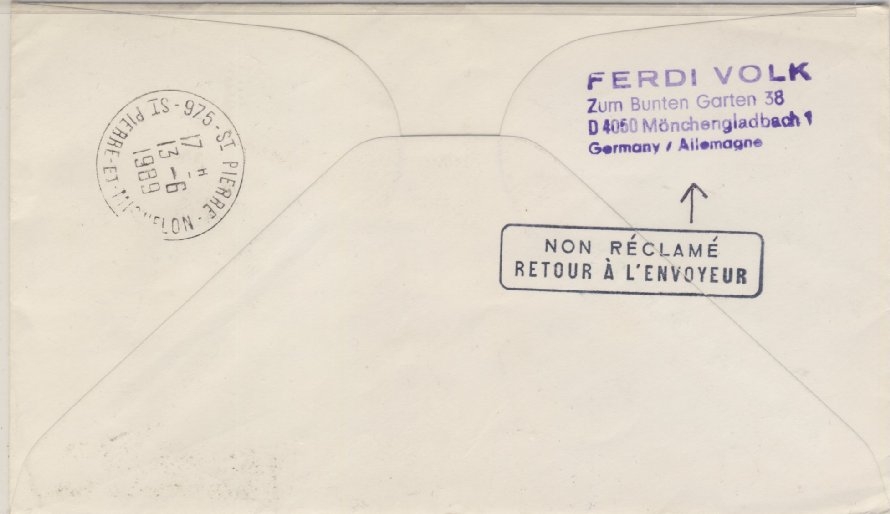 FERDI VOLK
Zum Bunten Garten 38
D 4050 Mönchengladbach 1
Germany / Allemagne
975 - ST PIERRE - ST PIERRE-ET-MIQUELON
17 H
13 - 6
1989
NON RÉCLAMÉ
RETOUR À L'ENVOYEUR